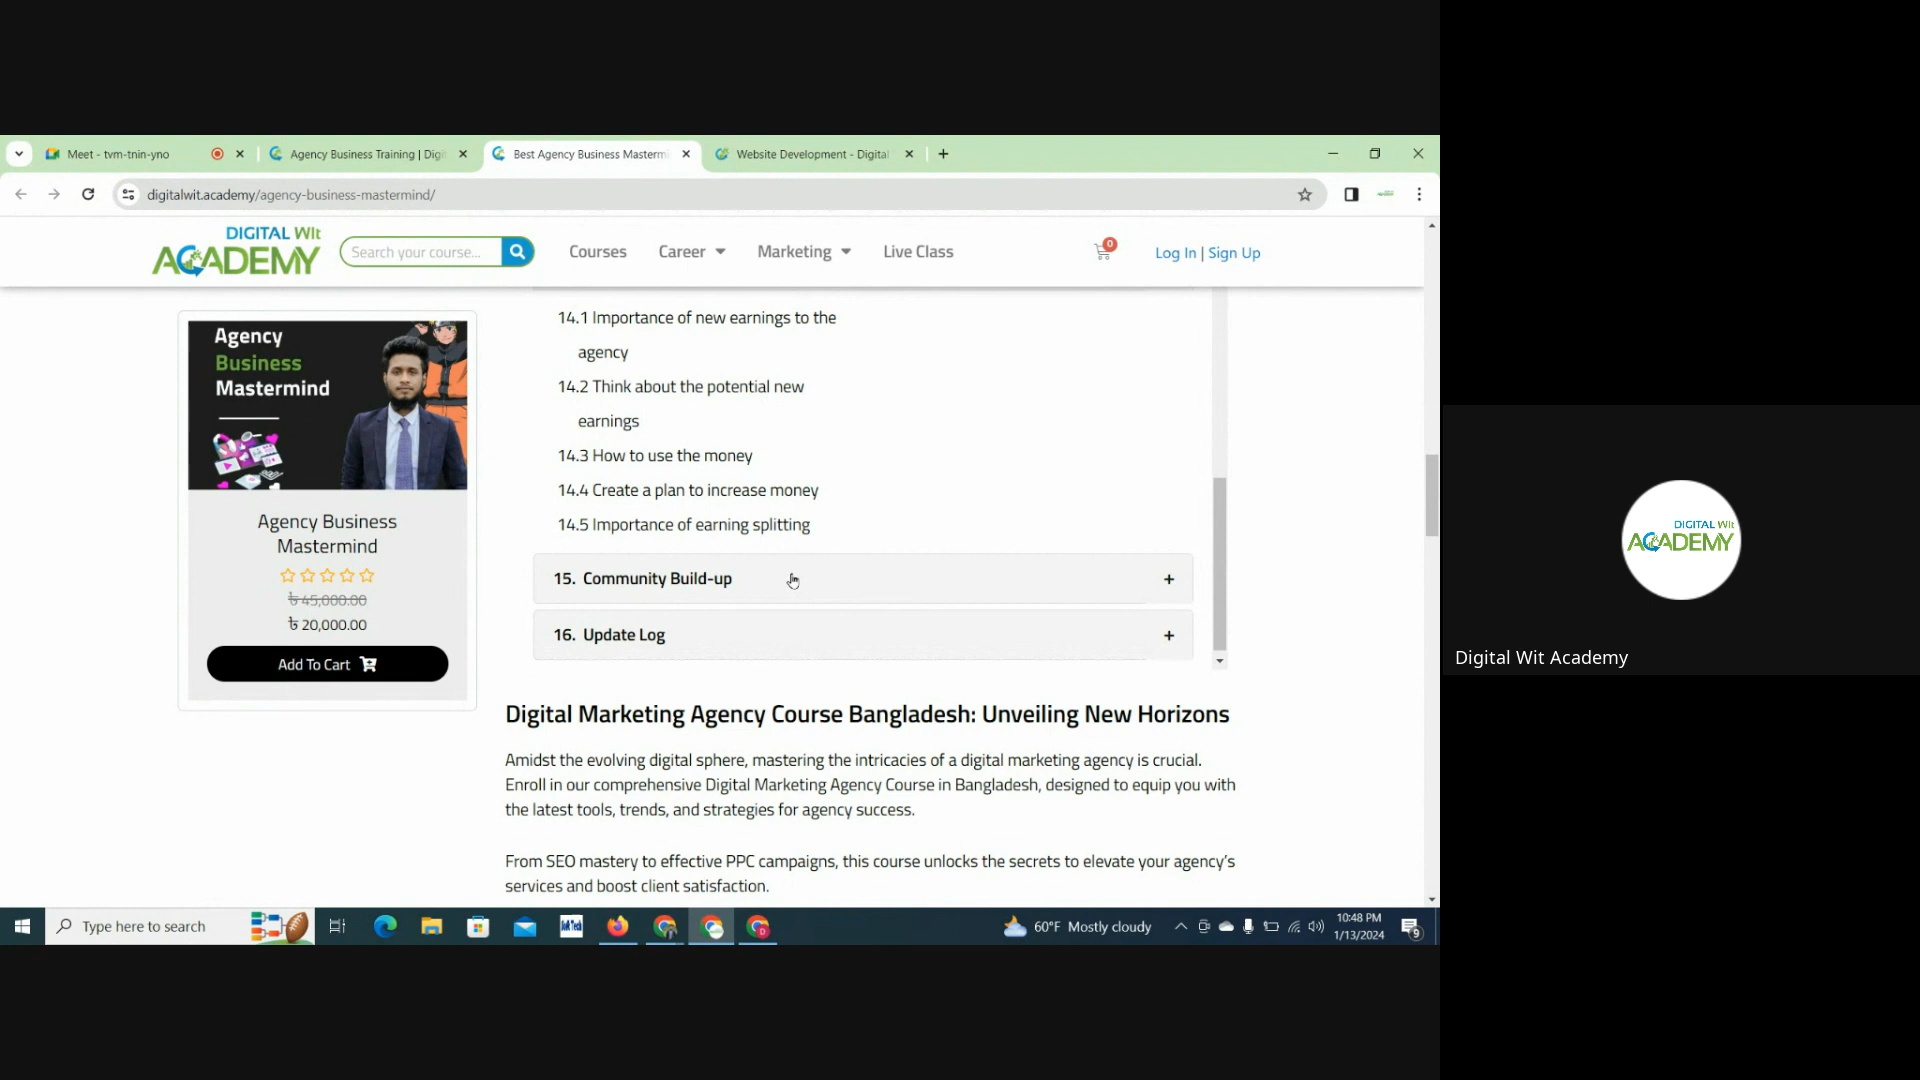 Meet - tvm-tnin-yno
Agency Business Training | Digi
Best Agency Business Masterm
Website Development - Digital
digitalwit.academy/agency-business-mastermind/
DIGITAL Wit
ACADEMY
Search your course...
Courses
Career
Marketing
Live Class
0
Log In | Sign Up
Agency
Business
Mastermind
Agency Business
Mastermind
৳ 45,000.00
৳ 20,000.00
Add To Cart
14.1 Importance of new earnings to the
agency
14.2 Think about the potential new
earnings
14.3 How to use the money
14.4 Create a plan to increase money
14.5 Importance of earning splitting
15. Community Build-up +
16. Update Log +
Digital Marketing Agency Course Bangladesh: Unveiling New Horizons
Amidst the evolving digital sphere, mastering the intricacies of a digital marketing agency is crucial.
Enroll in our comprehensive Digital Marketing Agency Course in Bangladesh, designed to equip you with
the latest tools, trends, and strategies for agency success.
From SEO mastery to effective PPC campaigns, this course unlocks the secrets to elevate your agency's
services and boost client satisfaction.
Type here to search
60°F Mostly cloudy
10:48 PM
1/13/2024
9
DIGITAL Wit
ACADEMY
Digital Wit Academy